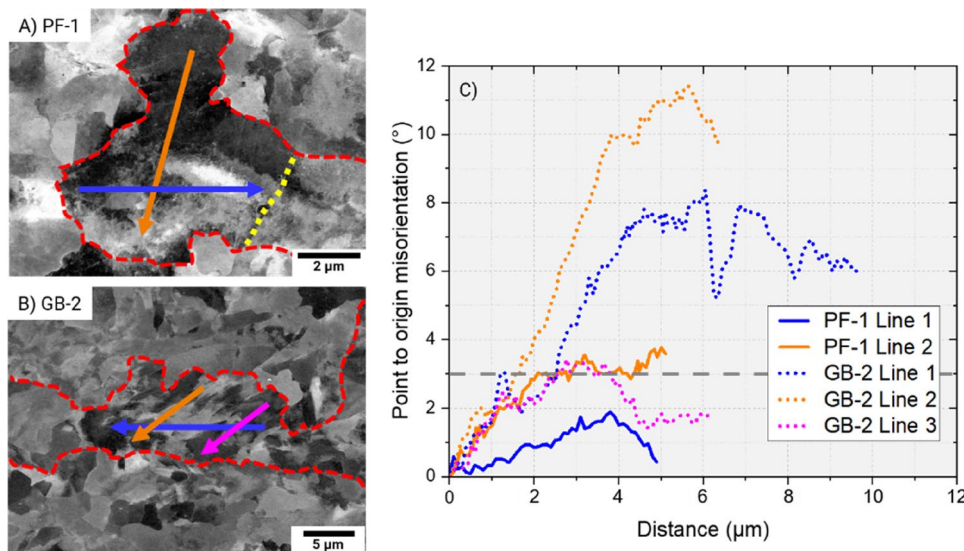 A) PF-1
2 µm
B) GB-2
5 µm
C)
Point to origin misorientation (°)
12
10
8
6
4
2
0
PF-1 Line 1
PF-1 Line 2
GB-2 Line 1
GB-2 Line 2
GB-2 Line 3
0 2 4 6 8 10 12
Distance (µm)